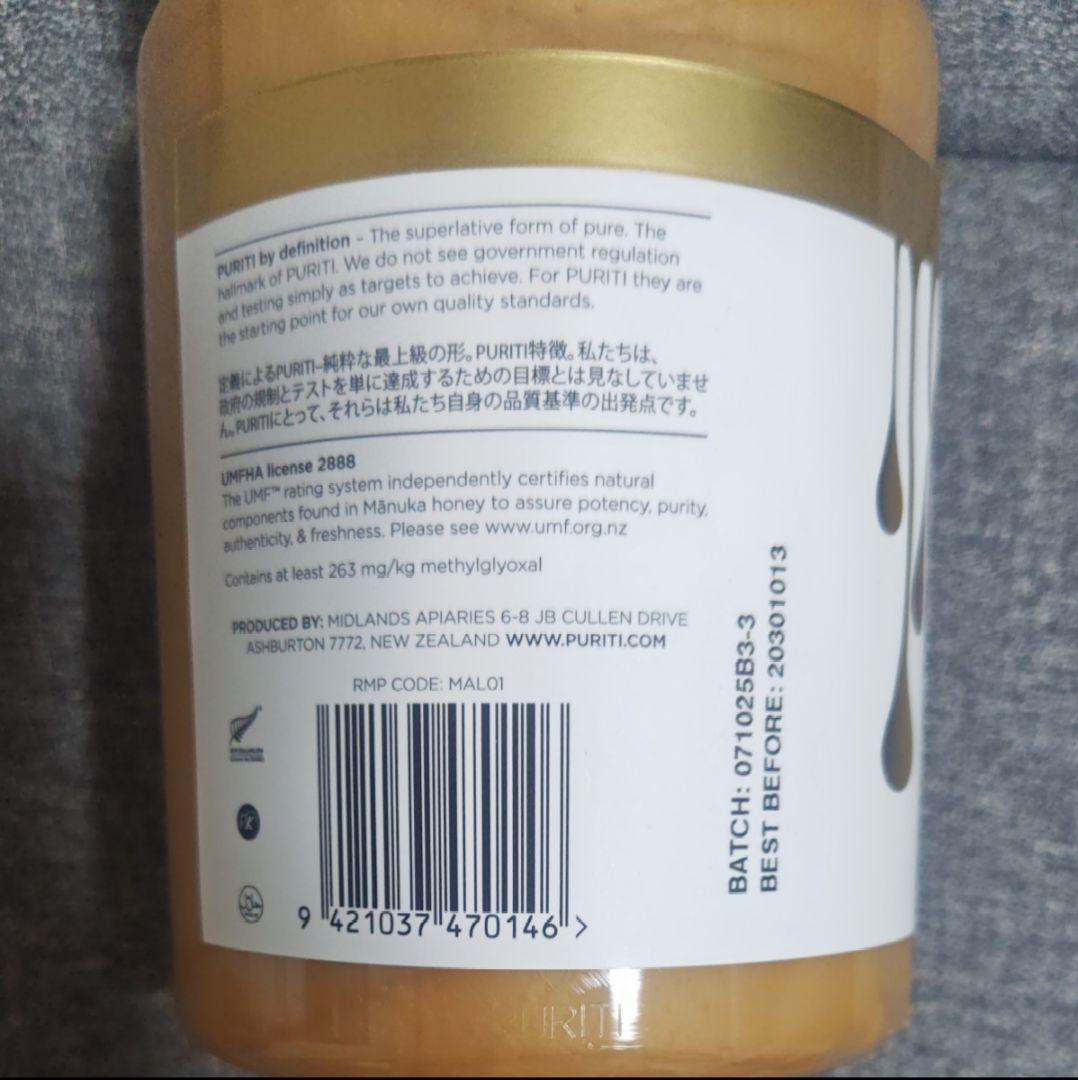 PURITI by definition – The superlative form of pure. The
hallmark of PURITI. We do not see government regulation
and testing simply as targets to achieve. For PURITI they are
the starting point for our own quality standards.
定義によるPURITI–純粋な最上級の形。PURITI特徴。私たちは、
政府の規制とテストを単に達成するための目標とは見なしていませ
ん。PURITIにとって、それらは私たち自身の品質基準の出発点です。
UMFHA license 2888
The UMF™ rating system independently certifies natural
components found in Mānuka honey to assure potency, purity,
authenticity, & freshness. Please see www.umf.org.nz
Contains at least 263 mg/kg methylglyoxal
PRODUCED BY: MIDLANDS APIARIES 6-8 JB CULLEN DRIVE
ASHBURTON 7772, NEW ZEALAND WWW.PURITI.COM
RMP CODE: MAL01
9 421037 470146 >
BATCH: 071025B3-3
BEST BEFORE: 20301013
PURITI